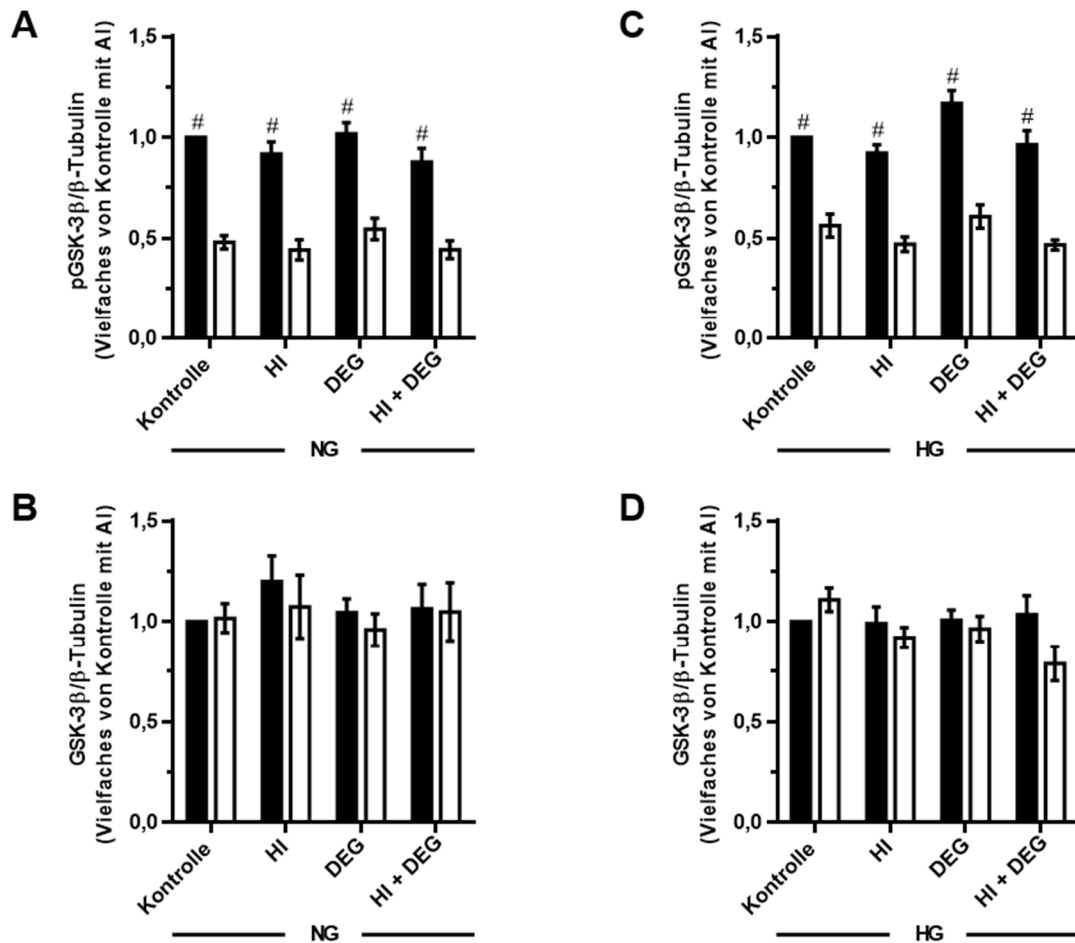 A
pGSK-3β/β-Tubulin
(Vielfaches von Kontrolle mit AI)
1,5
1,0
0,5
0,0
# # # #
Kontrolle
HI
DEG
HI + DEG
NG
C
pGSK-3β/β-Tubulin
(Vielfaches von Kontrolle mit AI)
1,5
1,0
0,5
0,0
# # # #
Kontrolle
HI
DEG
HI + DEG
HG
B
GSK-3β/β-Tubulin
(Vielfaches von Kontrolle mit AI)
1,5
1,0
0,5
0,0
Kontrolle
HI
DEG
HI + DEG
NG
D
GSK-3β/β-Tubulin
(Vielfaches von Kontrolle mit AI)
1,5
1,0
0,5
0,0
Kontrolle
HI
DEG
HI + DEG
HG